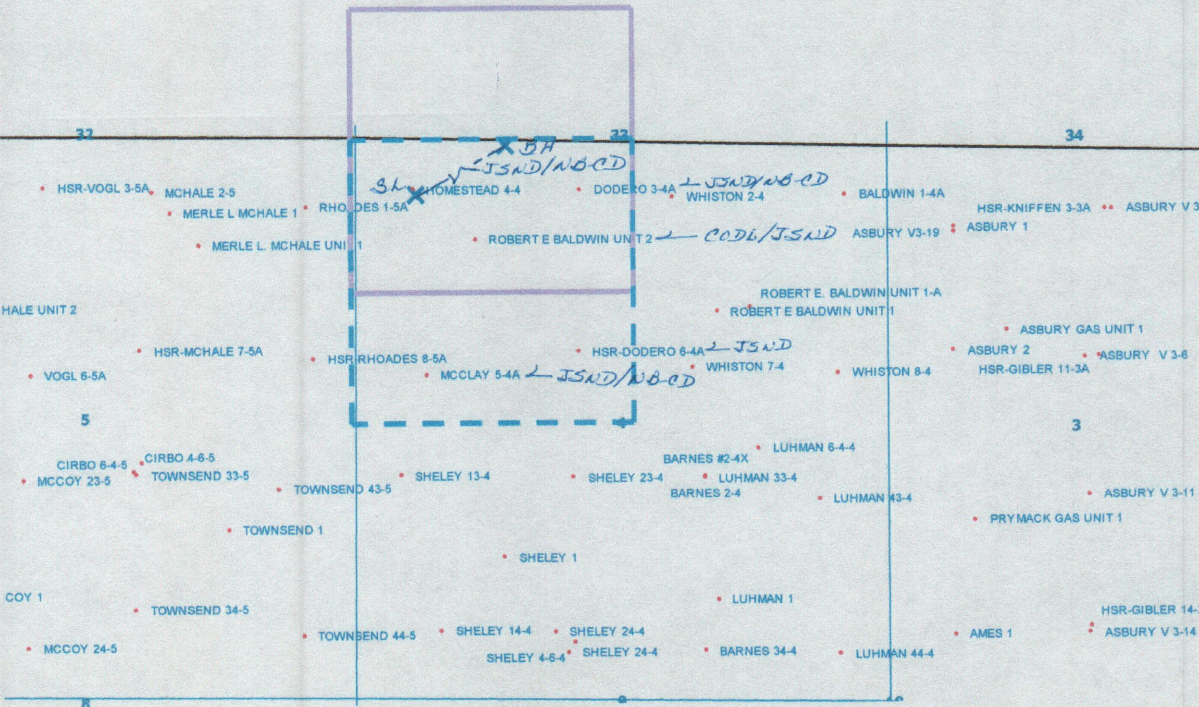 32 33 34
X BH
JSND/NB-CD
HSR-VOGL 3-5A MCHALE 2-5 SL X HOMESTEAD 4-4 DODERO 3-4A JSND/NB-CD BALDWIN 1-4A
WHISTON 2-4
MERLE L MCHALE 1 RHOADES 1-5A HSR-KNIFFEN 3-3A ASBURY V 3
ASBURY V3-19 ASBURY 1
MERLE L. MCHALE UNIT 1 ROBERT E BALDWIN UNIT 2 CODL/JSND
HALE UNIT 2 ROBERT E. BALDWIN UNIT 1-A
ROBERT E BALDWIN UNIT 1
ASBURY GAS UNIT 1
HSR-MCHALE 7-5A HSR-RHOADES 8-5A HSR-DODERO 6-4A JSND ASBURY 2 ASBURY V 3-6
VOGL 6-5A MCCLAY 5-4A JSND/NB-CD WHISTON 7-4 WHISTON 8-4 HSR-GIBLER 11-3A
5 3
LUHMAN 6-4-4
CIRBO 6-4-5 CIRBO 4-6-5 BARNES #2-4X
MCCOY 23-5 TOWNSEND 33-5 SHELEY 13-4 SHELEY 23-4 LUHMAN 33-4
TOWNSEND 43-5 BARNES 2-4 LUHMAN 43-4 ASBURY V 3-11
TOWNSEND 1 PRYMACK GAS UNIT 1
SHELEY 1
COY 1 LUHMAN 1
TOWNSEND 34-5 HSR-GIBLER 14-
TOWNSEND 44-5 SHELEY 14-4 SHELEY 24-4 AMES 1 ASBURY V 3-14
MCCOY 24-5 SHELEY 4-6-4 SHELEY 24-4 BARNES 34-4 LUHMAN 44-4
8 9